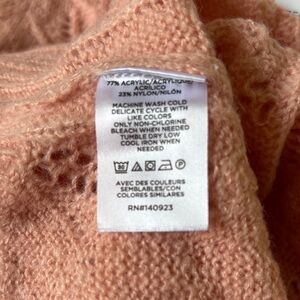 77% ACRYLIC/ACRYLIQUE/
ACRILICO
23% NYLON/NILÓN
MACHINE WASH COLD
DELICATE CYCLE WITH
LIKE COLORS
ONLY NON-CHLORINE
BLEACH WHEN NEEDED
TUMBLE DRY LOW
COOL IRON WHEN
NEEDED
AVEC DES COULEURS
SEMBLABLES/CON
COLORES SIMILARES
RN#140923